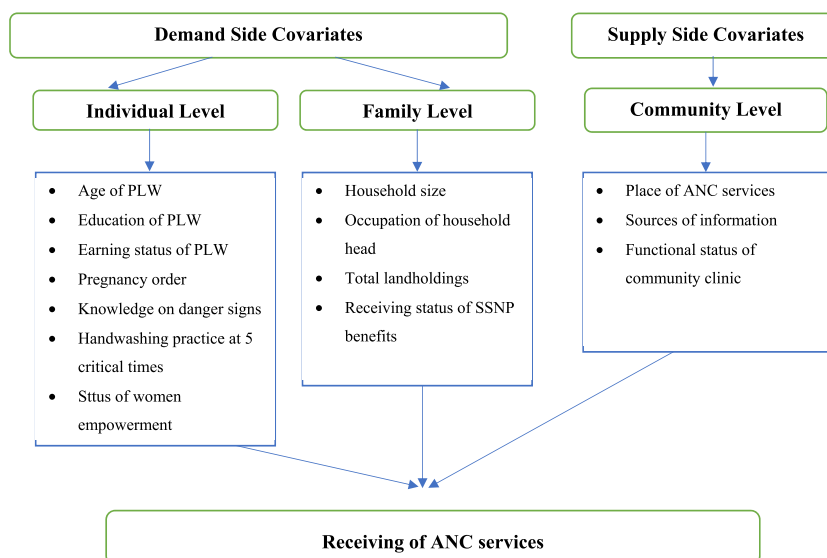 Demand Side Covariates
Supply Side Covariates
Individual Level
Family Level
Community Level
• Age of PLW
• Education of PLW
• Earning status of PLW
• Pregnancy order
• Knowledge on danger signs
• Handwashing practice at 5
critical times
• Sttus of women
empowerment
• Household size
• Occupation of household
head
• Total landholdings
• Receiving status of SSNP
benefits
• Place of ANC services
• Sources of information
• Functional status of
community clinic
Receiving of ANC services